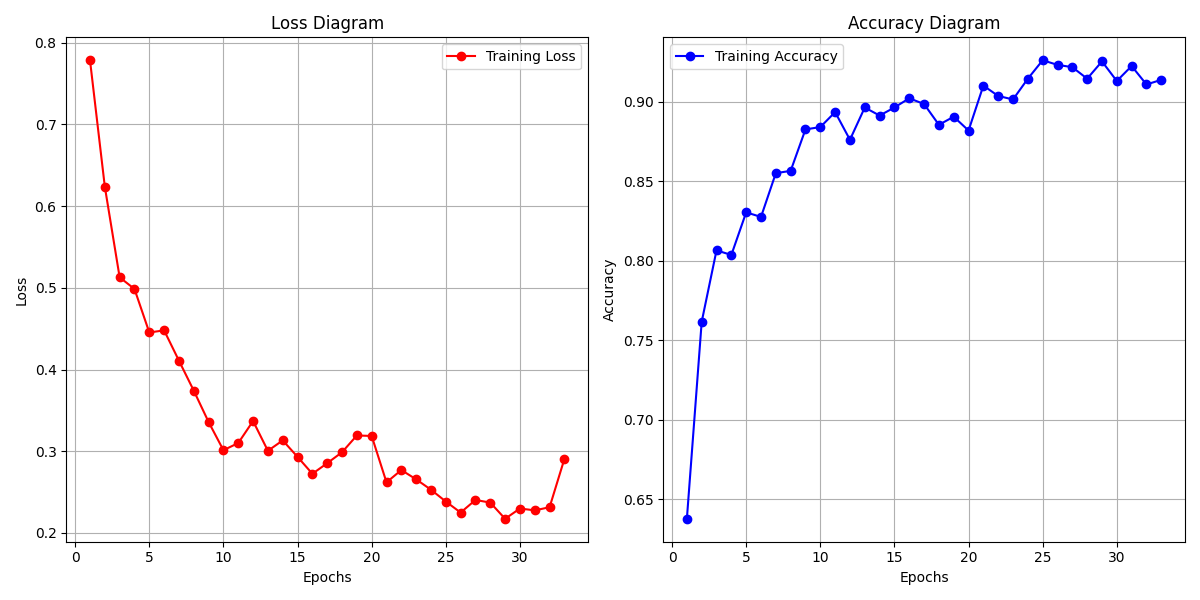 Loss Diagram
Training Loss
0.8
0.7
0.6
0.5
0.4
0.3
0.2
Loss
0 5 10 15 20 25 30
Epochs
Accuracy Diagram
Training Accuracy
0.90
0.85
0.80
0.75
0.70
0.65
Accuracy
0 5 10 15 20 25 30
Epochs